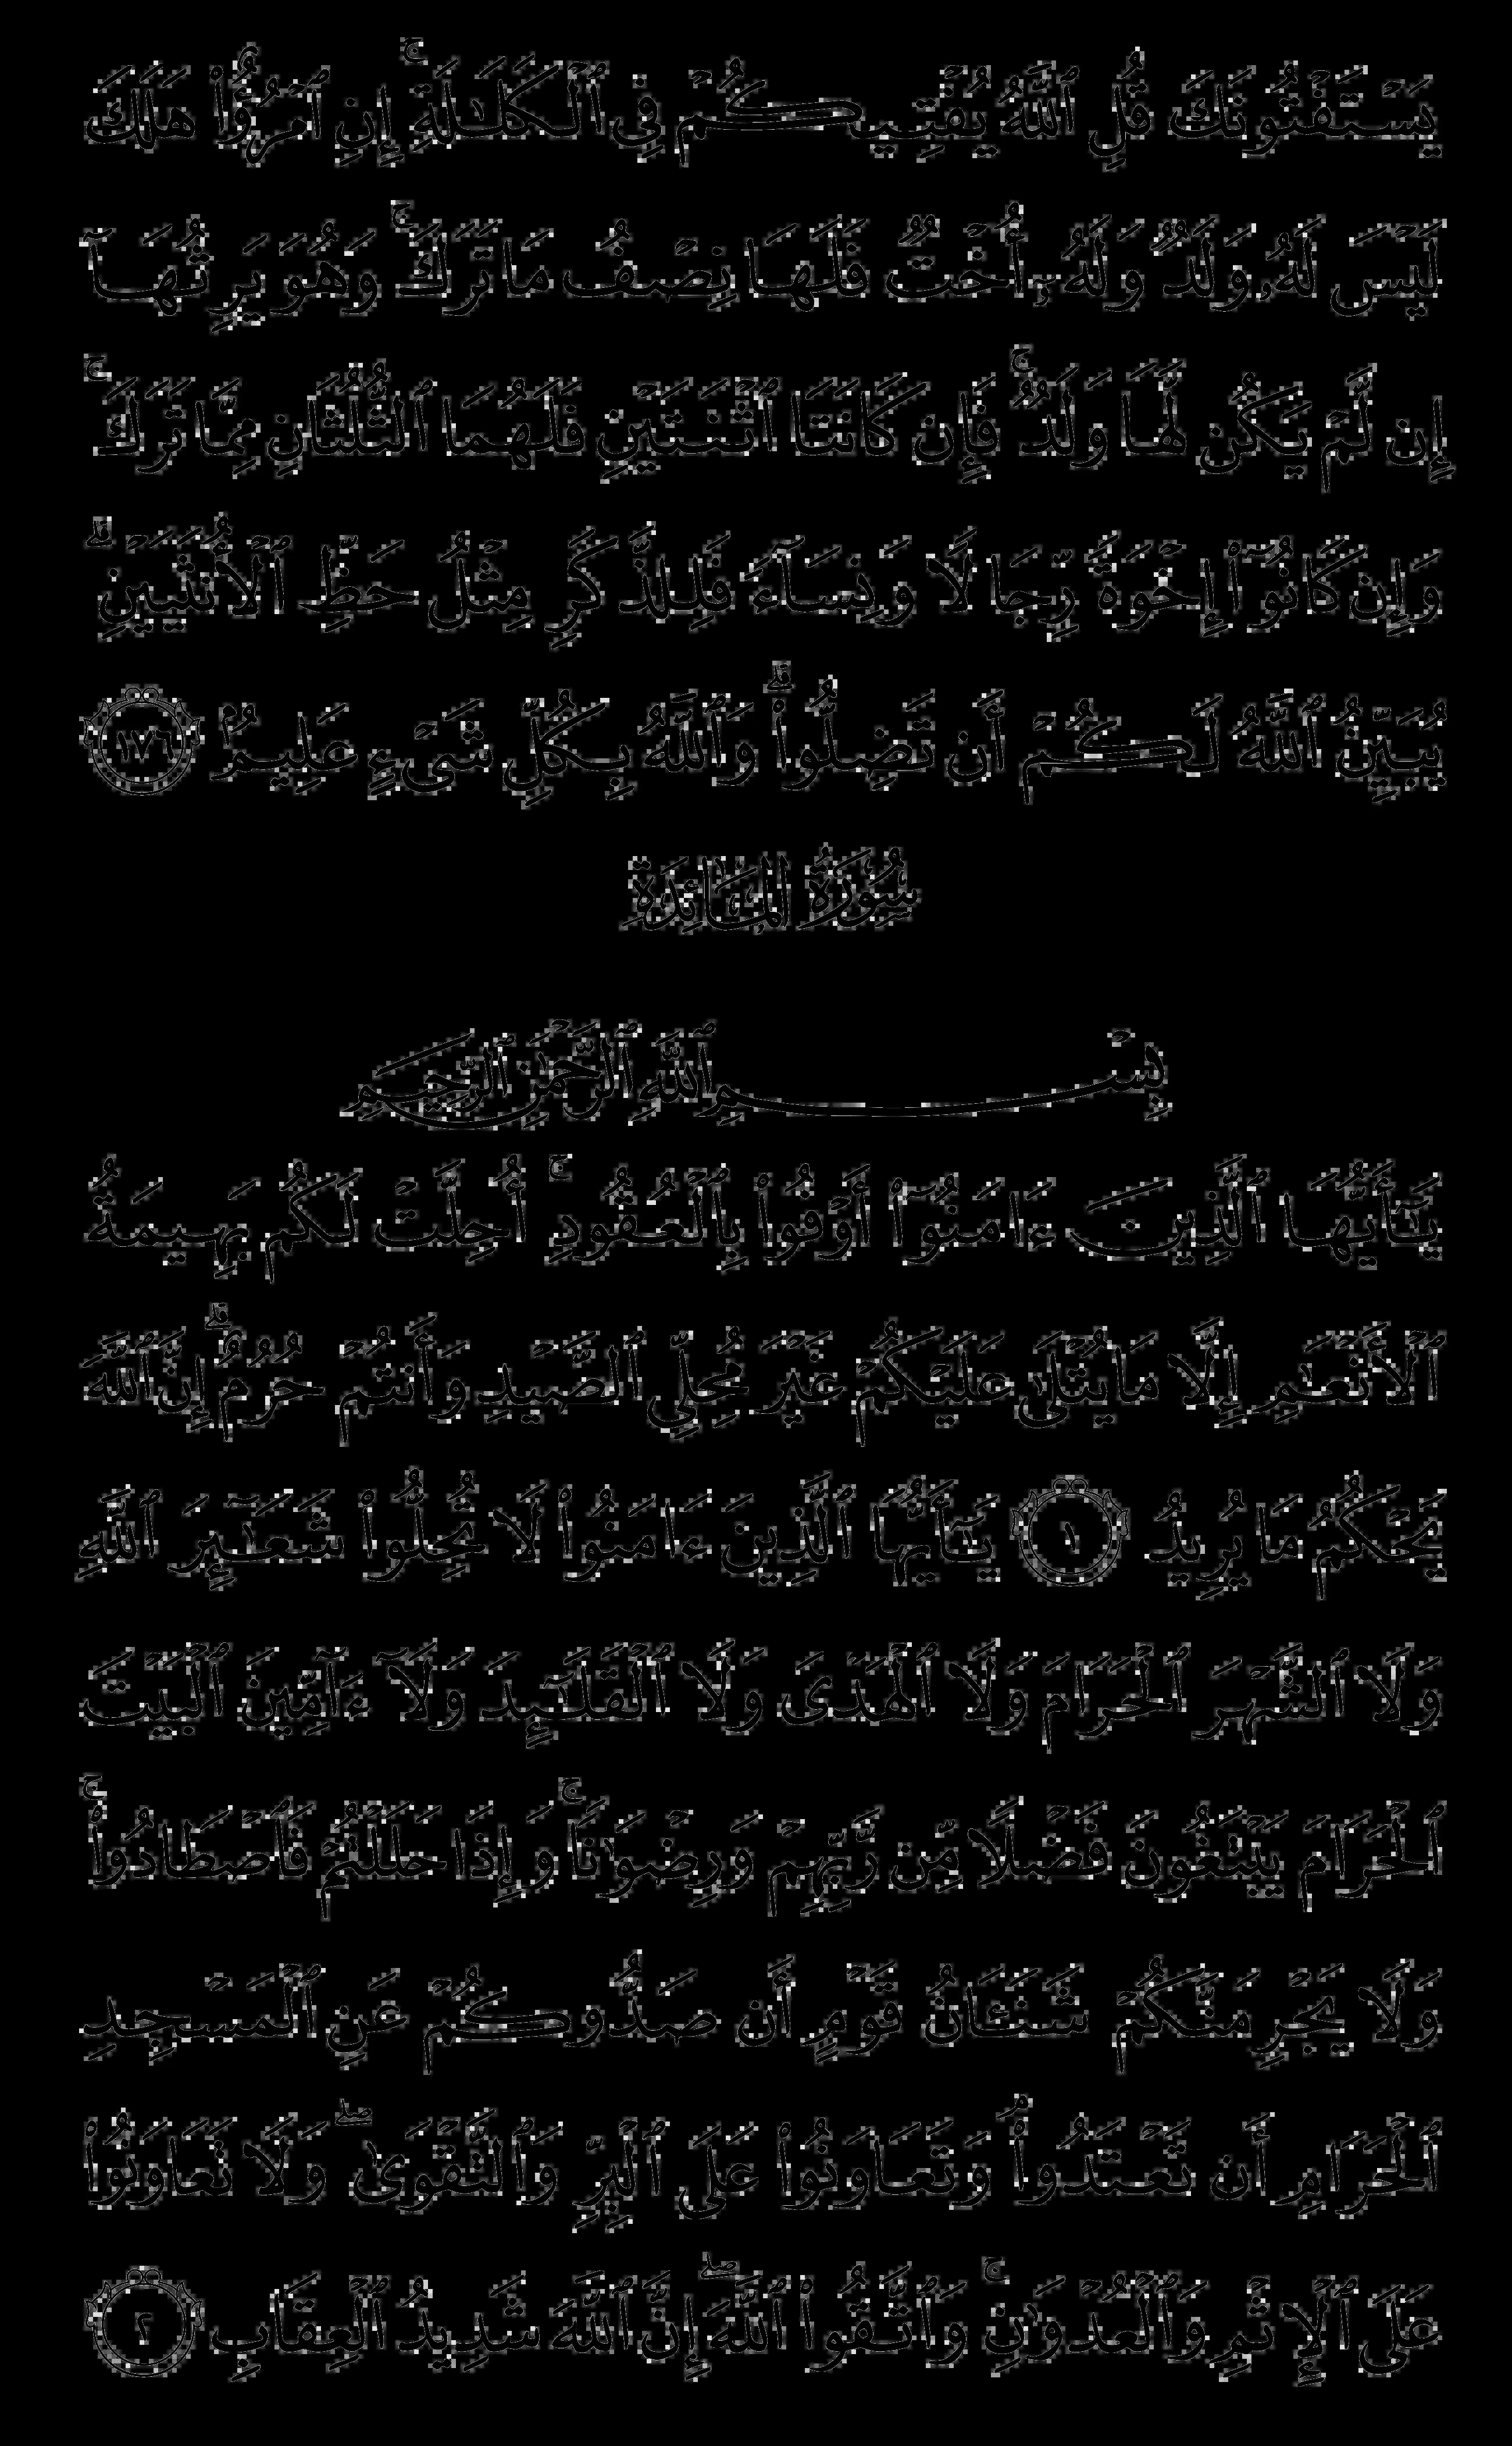 يَسْتَفْتُونَكَ قُلِ ٱللَّهُ يُفْتِيكُمْ فِى ٱلْكَلَٰلَةِ ۚ إِنِ ٱمْرُؤٌا۟ هَلَكَ
لَيْسَ لَهُۥ وَلَدٌ وَلَهُۥٓ أُخْتٌ فَلَهَا نِصْفُ مَا تَرَكَ ۚ وَهُوَ يَرِثُهَآ
إِن لَّمْ يَكُن لَّهَا وَلَدٌ ۚ فَإِن كَانَتَا ٱثْنَتَيْنِ فَلَهُمَا ٱلثُّلُثَانِ مِمَّا تَرَكَ ۚ
وَإِن كَانُوٓا۟ إِخْوَةً رِّجَالًا وَنِسَآءً فَلِلذَّكَرِ مِثْلُ حَظِّ ٱلْأُنثَيَيْنِ ۗ
يُبَيِّنُ ٱللَّهُ لَكُمْ أَن تَضِلُّوا۟ ۗ وَٱللَّهُ بِكُلِّ شَىْءٍ عَلِيمٌۢ ١٧٦
سُورَةُ المَائِدَةِ
بِسْمِ ٱللَّهِ ٱلرَّحْمَٰنِ ٱلرَّحِيمِ
يَٰٓأَيُّهَا ٱلَّذِينَ ءَامَنُوٓا۟ أَوْفُوا۟ بِٱلْعُقُودِ ۚ أُحِلَّتْ لَكُم بَهِيمَةُ
ٱلْأَنْعَٰمِ إِلَّا مَا يُتْلَىٰ عَلَيْكُمْ غَيْرَ مُحِلِّى ٱلصَّيْدِ وَأَنتُمْ حُرُمٌ ۗ إِنَّ ٱللَّهَ
يَحْكُمُ مَا يُرِيدُ ١ يَٰٓأَيُّهَا ٱلَّذِينَ ءَامَنُوا۟ لَا تُحِلُّوا۟ شَعَٰٓئِرَ ٱللَّهِ
وَلَا ٱلشَّهْرَ ٱلْحَرَامَ وَلَا ٱلْهَدْىَ وَلَا ٱلْقَلَٰٓئِدَ وَلَآ ءَآمِّينَ ٱلْبَيْتَ
ٱلْحَرَامَ يَبْتَغُونَ فَضْلًا مِّن رَّبِّهِمْ وَرِضْوَٰنًا ۚ وَإِذَا حَلَلْتُمْ فَٱصْطَادُوا۟ ۚ
وَلَا يَجْرِمَنَّكُمْ شَنَـَٔانُ قَوْمٍ أَن صَدُّوكُمْ عَنِ ٱلْمَسْجِدِ
ٱلْحَرَامِ أَن تَعْتَدُوا۟ ۘ وَتَعَاوَنُوا۟ عَلَى ٱلْبِرِّ وَٱلتَّقْوَىٰ ۖ وَلَا تَعَاوَنُوا۟
عَلَى ٱلْإِثْمِ وَٱلْعُدْوَٰنِ ۚ وَٱتَّقُوا۟ ٱللَّهَ ۖ إِنَّ ٱللَّهَ شَدِيدُ ٱلْعِقَابِ ٢